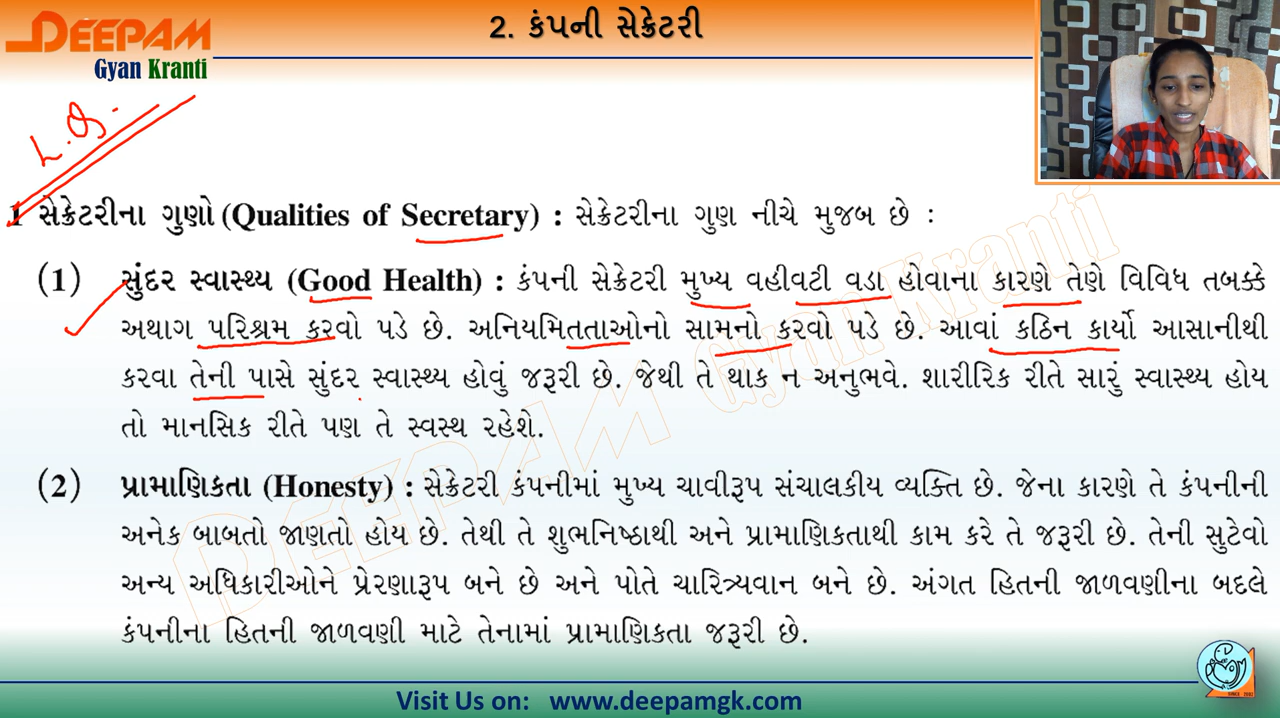 DEEPAM
Gyan Kranti
2. કંપની સેક્રેટરી
L.Q.
1 સેક્રેટરીના ગુણો (Qualities of Secretary) : સેક્રેટરીના ગુણ નીચે મુજબ છે :
(1) સુંદર સ્વાસ્થ્ય (Good Health) : કંપની સેક્રેટરી મુખ્ય વહીવટી વડા હોવાના કારણે તેણે વિવિધ તબક્કે
અથાગ પરિશ્રમ કરવો પડે છે. અનિયમિતતાઓનો સામનો કરવો પડે છે. આવાં કઠિન કાર્યો આસાનીથી
કરવા તેની પાસે સુંદર સ્વાસ્થ્ય હોવું જરૂરી છે. જેથી તે થાક ન અનુભવે. શારીરિક રીતે સારું સ્વાસ્થ્ય હોય
તો માનસિક રીતે પણ તે સ્વસ્થ રહેશે.
(2) પ્રામાણિકતા (Honesty) : સેક્રેટરી કંપનીમાં મુખ્ય ચાવીરૂપ સંચાલકીય વ્યક્તિ છે. જેના કારણે તે કંપનીની
અનેક બાબતો જાણતો હોય છે. તેથી તે શુભનિષ્ઠાથી અને પ્રામાણિકતાથી કામ કરે તે જરૂરી છે. તેની સુટેવો
અન્ય અધિકારીઓને પ્રેરણારૂપ બને છે અને પોતે ચારિત્ર્યવાન બને છે. અંગત હિતની જાળવણીના બદલે
કંપનીના હિતની જાળવણી માટે તેનામાં પ્રામાણિકતા જરૂરી છે.
DEEPAM Gyan Kranti
Visit Us on: www.deepamgk.com